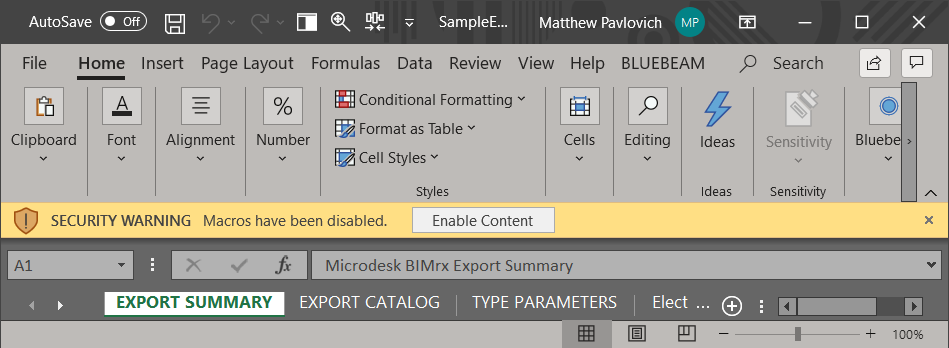 AutoSave Off SampleE... Matthew Pavlovich MP
File Home Insert Page Layout Formulas Data Review View Help BLUEBEAM Search
Clipboard Font Alignment Number Conditional Formatting Cells Editing Ideas Sensitivity Bluebe
Format as Table
Cell Styles
Styles Ideas Sensitivity
SECURITY WARNING Macros have been disabled. Enable Content
A1 fx Microdesk BIMrx Export Summary
EXPORT SUMMARY EXPORT CATALOG TYPE PARAMETERS Elect ...
100%